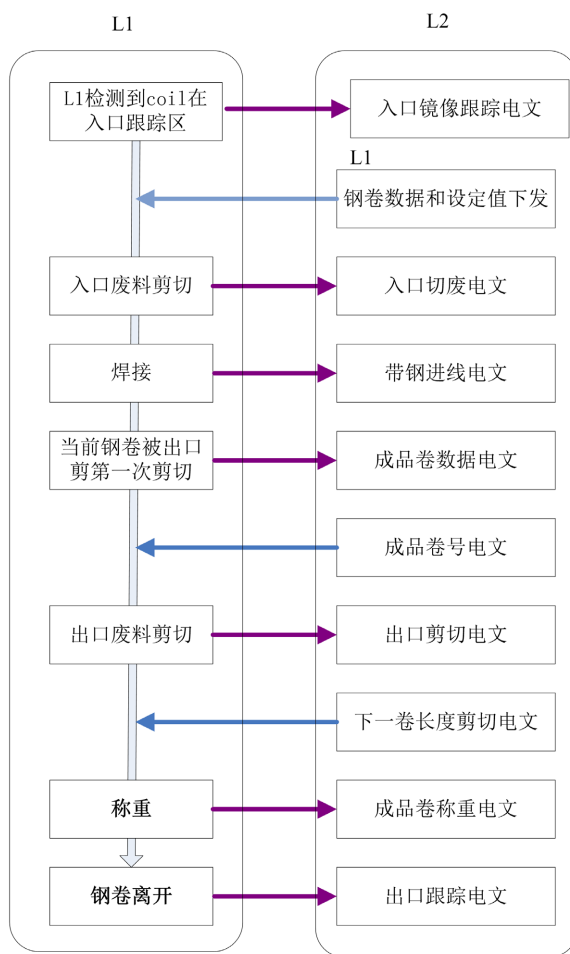 L1
L2
L1检测到coil在
入口跟踪区
入口镜像跟踪电文
L1
钢卷数据和设定值下发
入口废料剪切
入口切废电文
焊接
带钢进线电文
当前钢卷被出口
剪第一次剪切
成品卷数据电文
成品卷号电文
出口废料剪切
出口剪切电文
下一卷长度剪切电文
称重
成品卷称重电文
钢卷离开
出口跟踪电文